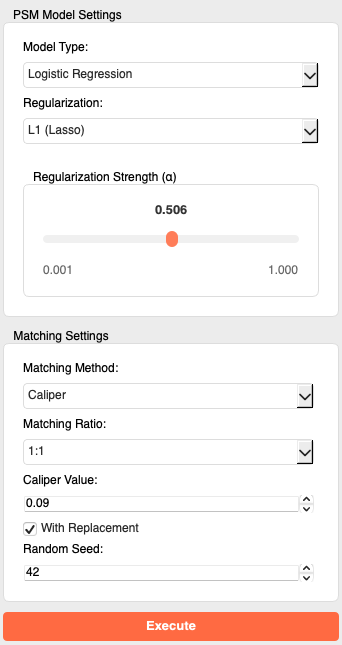 PSM Model Settings
Model Type:
Logistic Regression
Regularization:
L1 (Lasso)
Regularization Strength (α)
0.506
0.001 1.000
Matching Settings
Matching Method:
Caliper
Matching Ratio:
1:1
Caliper Value:
0.09
With Replacement
Random Seed:
42
Execute